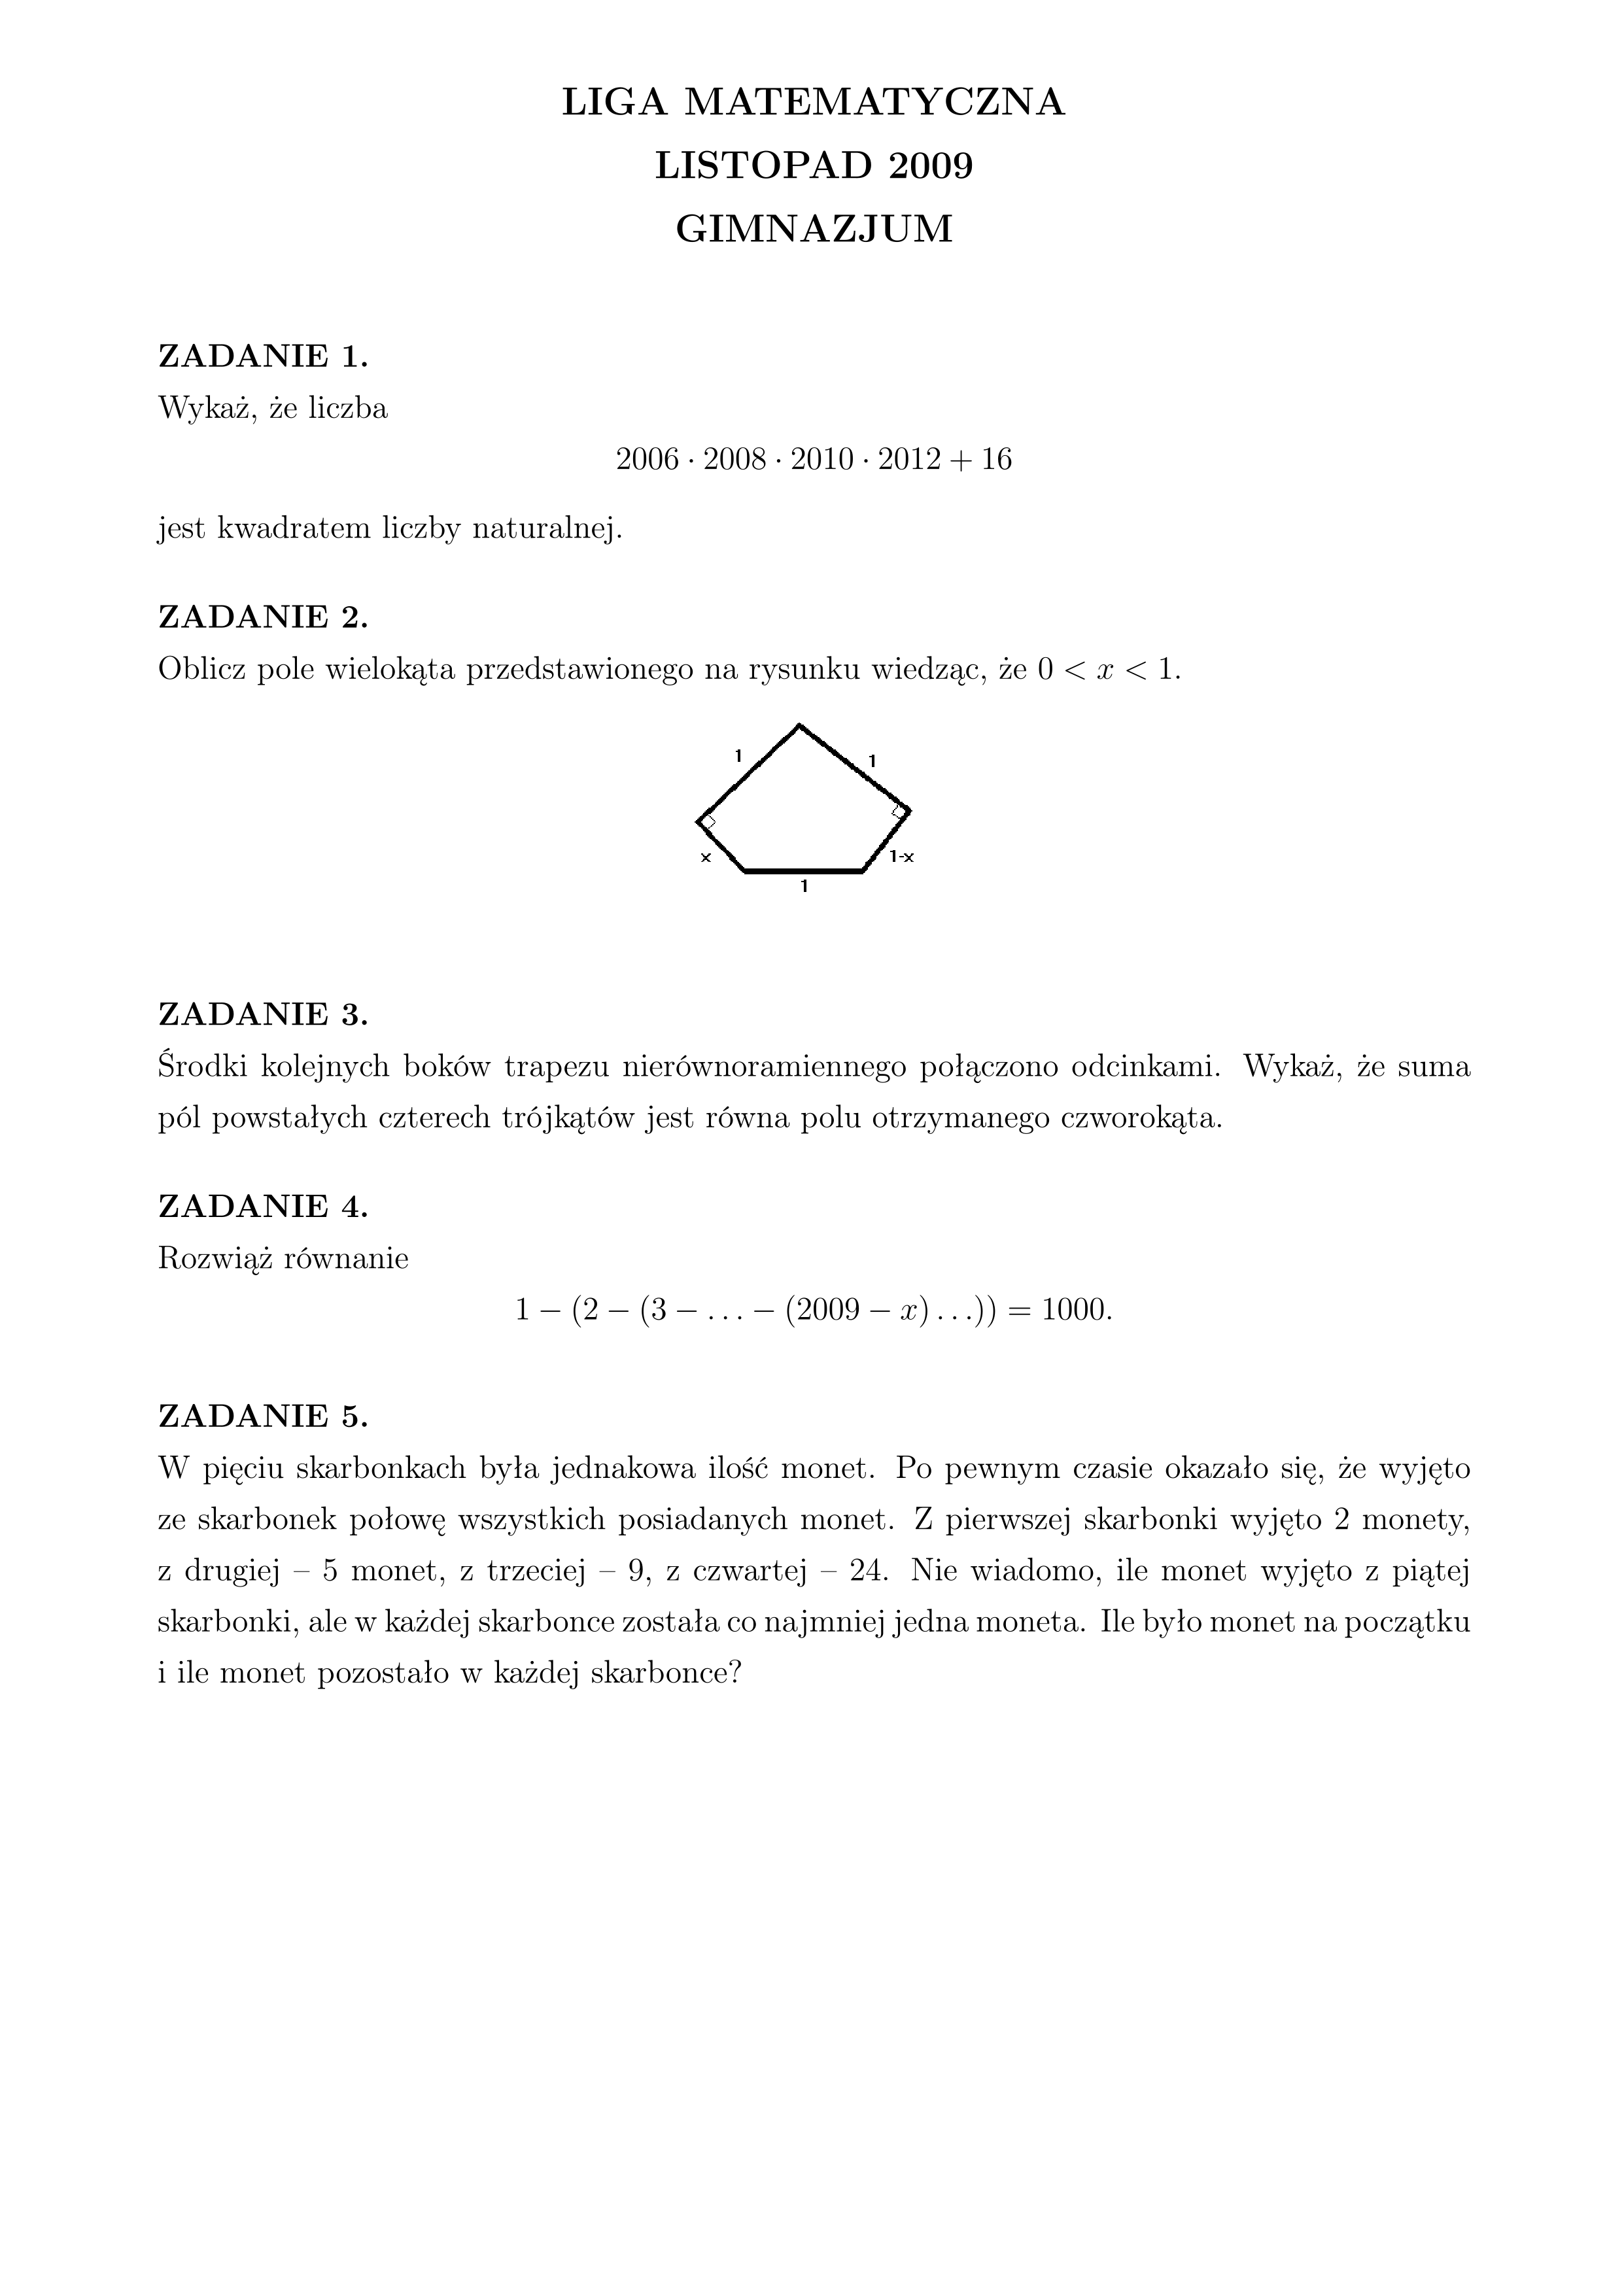 LIGA MATEMATYCZNA
LISTOPAD 2009
GIMNAZJUM
ZADANIE 1.
Wykaż, że liczba
2006 · 2008 · 2010 · 2012 + 16
jest kwadratem liczby naturalnej.
ZADANIE 2.
Oblicz pole wielokąta przedstawionego na rysunku wiedząc, że 0 < x < 1.
1
1
x
1-x
1
ZADANIE 3.
Środki kolejnych boków trapezu nierównoramiennego połączono odcinkami. Wykaż, że suma
pól powstałych czterech trójkątów jest równa polu otrzymanego czworokąta.
ZADANIE 4.
Rozwiąż równanie
1 − (2 − (3 − . . . − (2009 − x) . . .)) = 1000.
ZADANIE 5.
W pięciu skarbonkach była jednakowa ilość monet. Po pewnym czasie okazało się, że wyjęto
ze skarbonek połowę wszystkich posiadanych monet. Z pierwszej skarbonki wyjęto 2 monety,
z drugiej – 5 monet, z trzeciej – 9, z czwartej – 24. Nie wiadomo, ile monet wyjęto z piątej
skarbonki, ale w każdej skarbonce została co najmniej jedna moneta. Ile było monet na początku
i ile monet pozostało w każdej skarbonce?